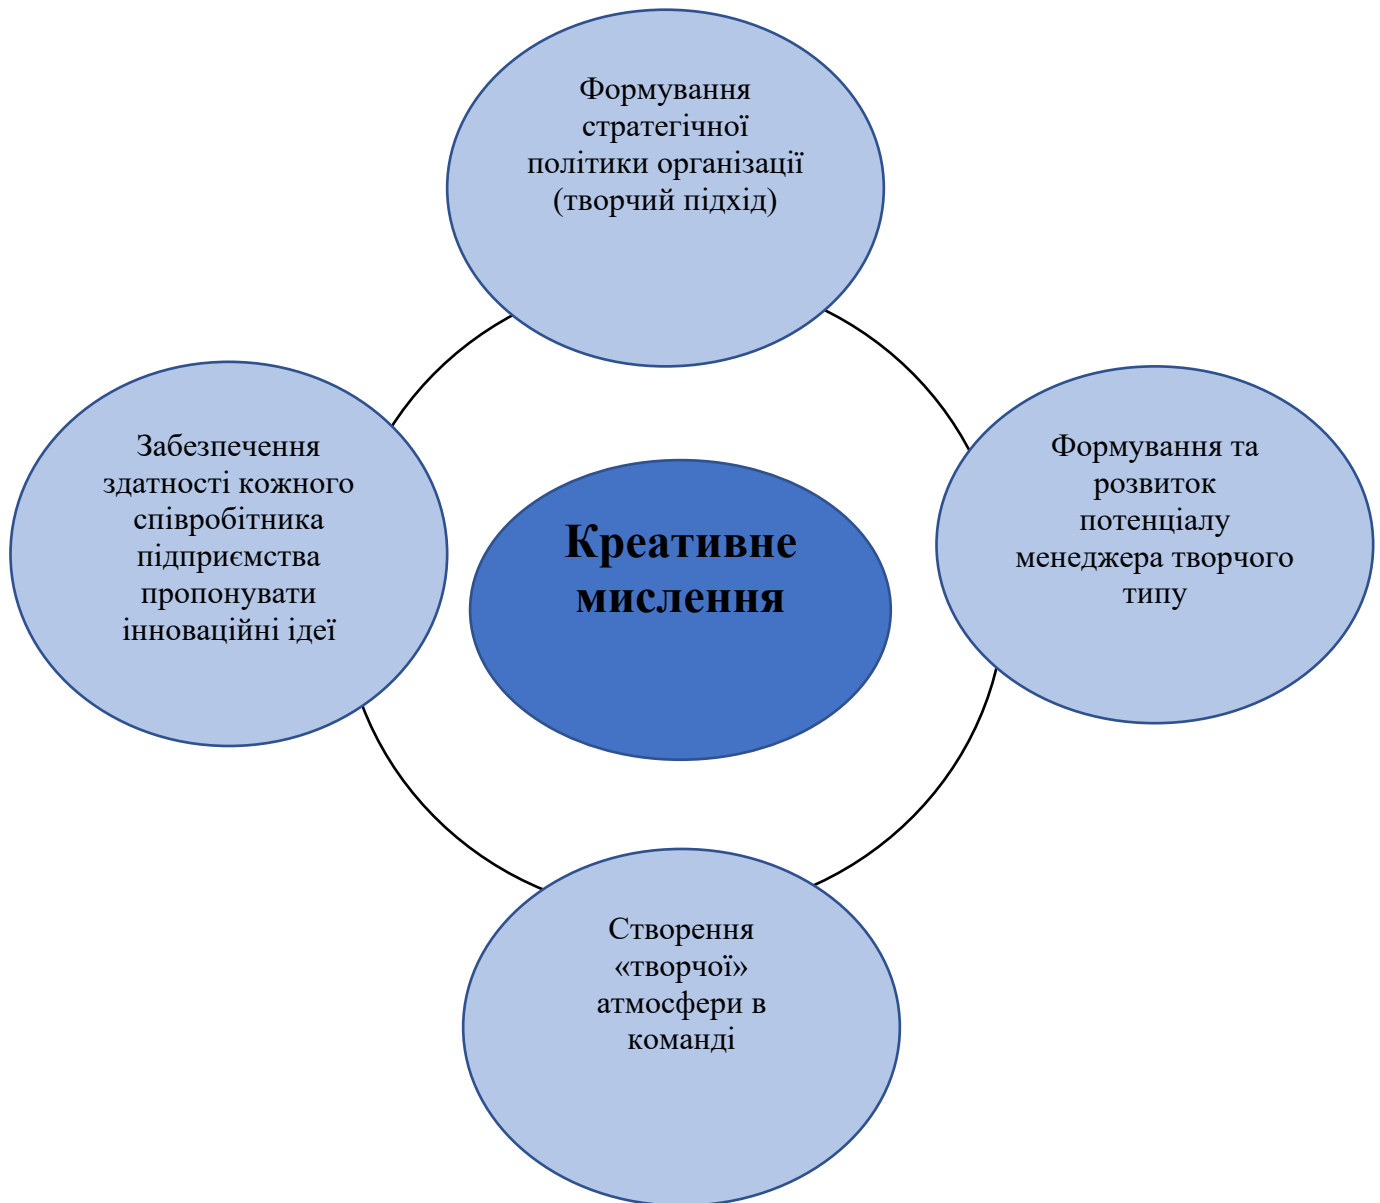 Формування
стратегічної
політики організації
(творчий підхід)
Забезпечення
здатності кожного
співробітника
підприємства
пропонувати
інноваційні ідеї
Креативне
мислення
Формування та
розвиток
потенціалу
менеджера творчого
типу
Створення
«творчої»
атмосфери в
команді